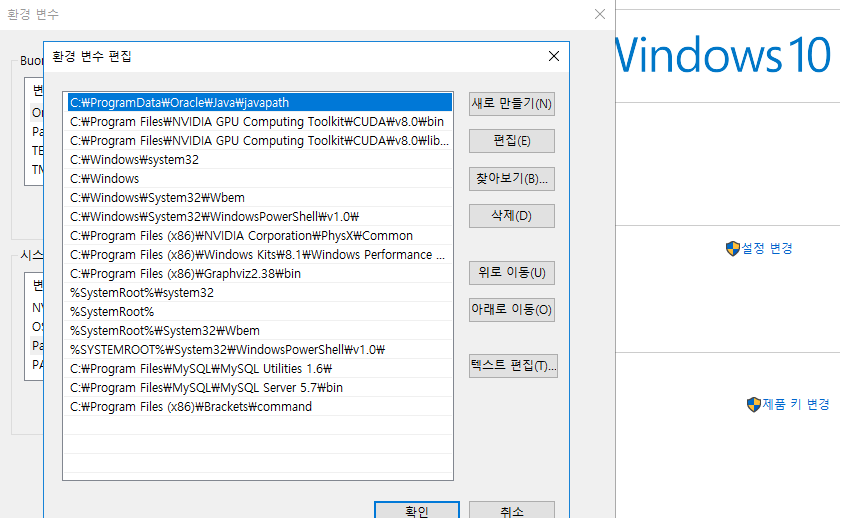 환경 변수
Windows 10
환경 변수 편집
Buon
변
Or
Pa
TE
TN
C:₩ProgramData₩Oracle₩Java₩javapath
C:₩Program Files₩NVIDIA GPU Computing Toolkit₩CUDA₩v8.0₩bin
C:₩Program Files₩NVIDIA GPU Computing Toolkit₩CUDA₩v8.0₩lib...
C:₩Windows₩system32
C:₩Windows
C:₩Windows₩System32₩Wbem
C:₩Windows₩System32₩WindowsPowerShell₩v1.0₩
C:₩Program Files (x86)₩NVIDIA Corporation₩PhysX₩Common
C:₩Program Files (x86)₩Windows Kits₩8.1₩Windows Performance ...
C:₩Program Files (x86)₩Graphviz2.38₩bin
%SystemRoot%₩system32
%SystemRoot%
%SystemRoot%₩System32₩Wbem
%SYSTEMROOT%₩System32₩WindowsPowerShell₩v1.0₩
C:₩Program Files₩MySQL₩MySQL Utilities 1.6₩
C:₩Program Files₩MySQL₩MySQL Server 5.7₩bin
C:₩Program Files (x86)₩Brackets₩command
새로 만들기(N)
편집(E)
찾아보기(B)...
삭제(D)
위로 이동(U)
아래로 이동(O)
텍스트 편집(T)...
시스
변
NV
OS
Pa
PA
설정 변경
제품 키 변경
확인
취소